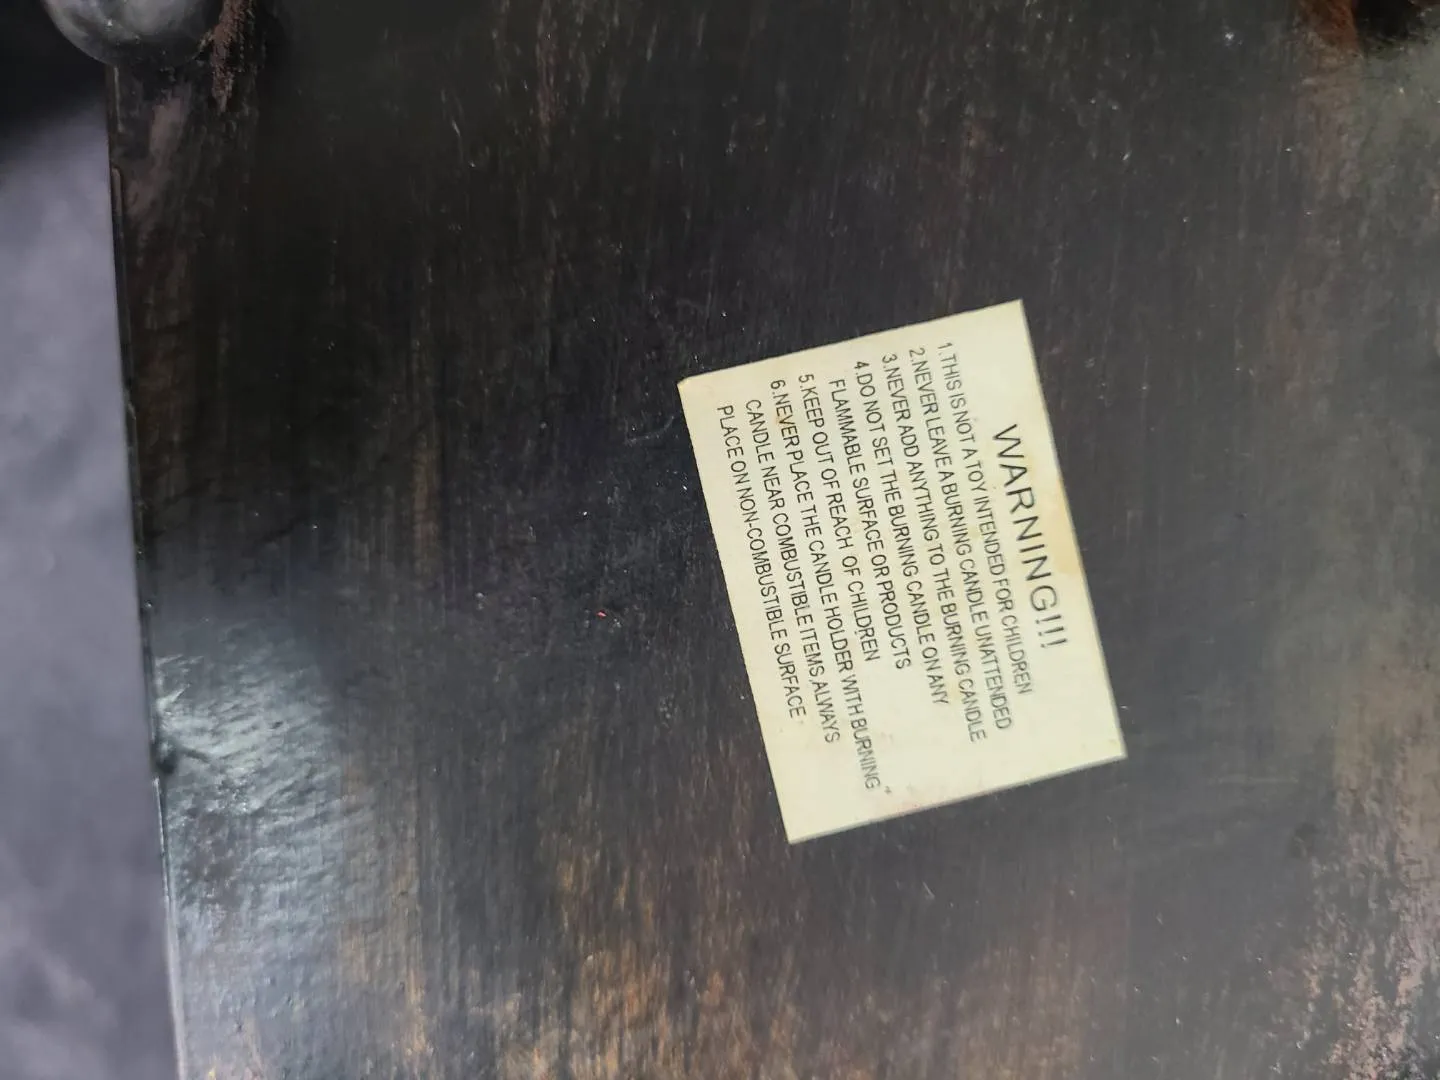 WARNING!!!
1.THIS IS NOT A TOY INTENDED FOR CHILDREN
2.NEVER LEAVE A BURNING CANDLE UNATTENDED
3.NEVER ADD ANYTHING TO THE BURNING CANDLE
4.DO NOT SET THE BURNING CANDLE ON ANY
FLAMMABLE SURFACE OR PRODUCTS
5.KEEP OUT OF REACH OF CHILDREN
6.NEVER PLACE THE CANDLE HOLDER WITH BURNING
CANDLE NEAR COMBUSTIBLE ITEMS,ALWAYS
PLACE ON NON-COMBUSTIBLE SURFACE